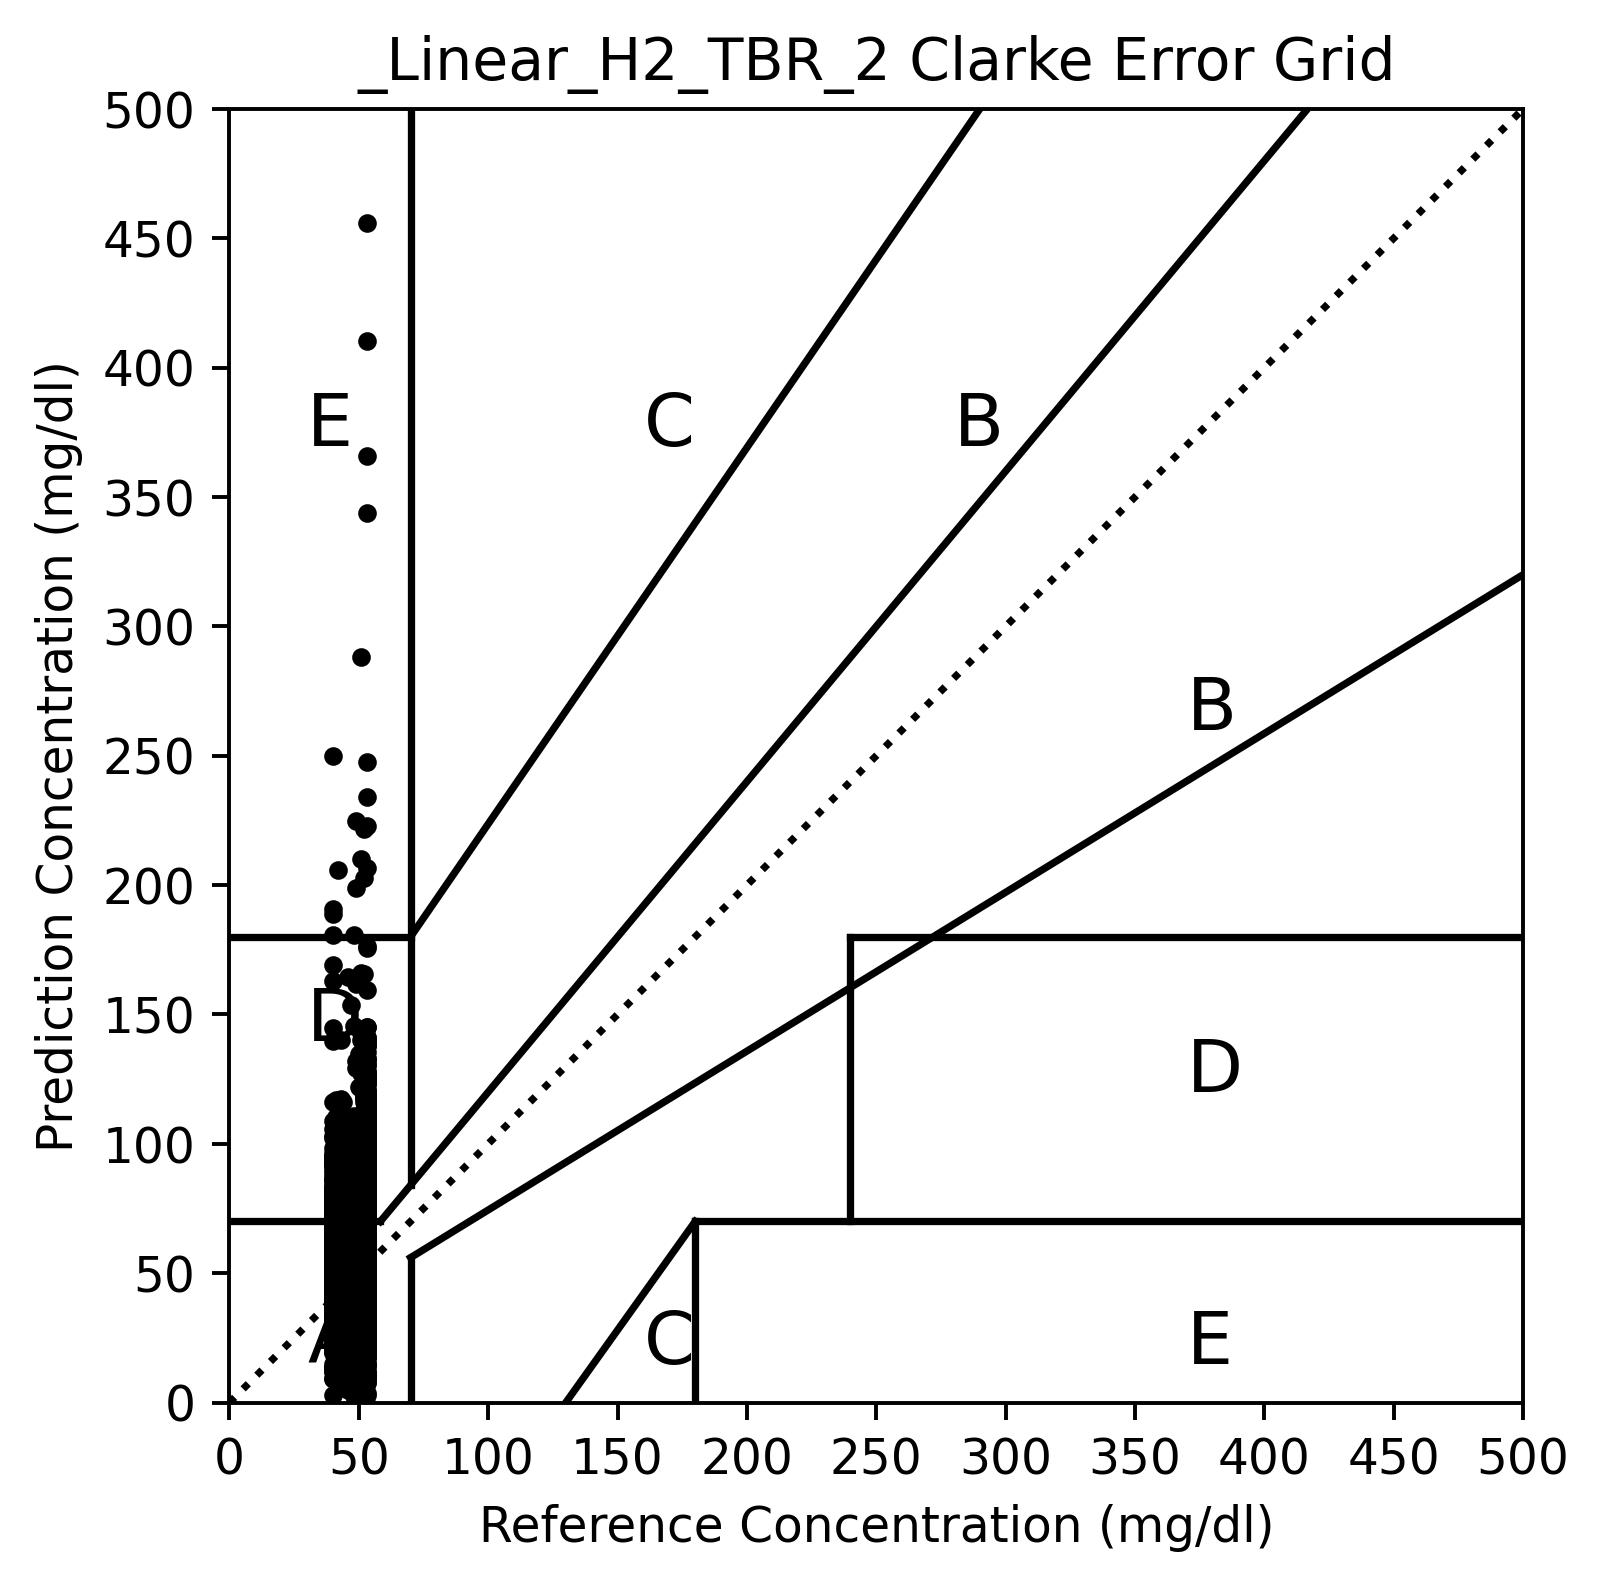 _Linear_H2_TBR_2 Clarke Error Grid
Prediction Concentration (mg/dl)
500
450
400
350
300
250
200
150
100
50
0
E
C
B
B
D
D
A
C
E
0 50 100 150 200 250 300 350 400 450 500
Reference Concentration (mg/dl)